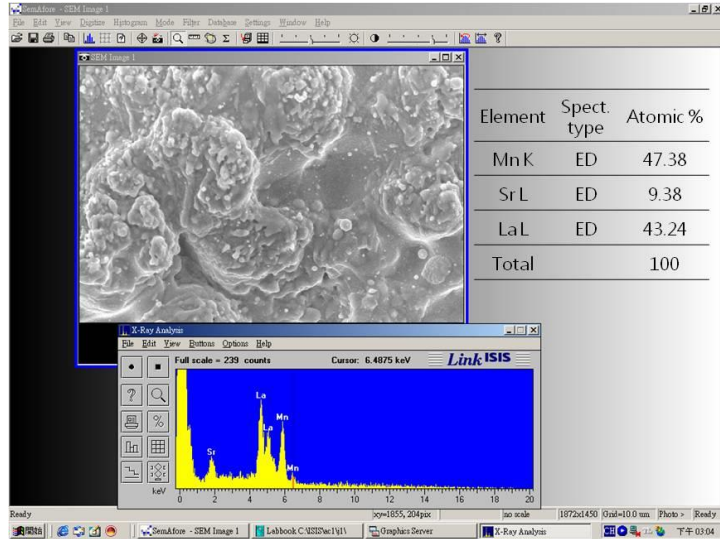 SemAfore - SEM Image 1
File Edit View Digitize Histogram Mode Filter Database Settings Window Help
SEM Image 1
Element Spect. type Atomic %
Mn K ED 47.38
Sr L ED 9.38
La L ED 43.24
Total 100
X-Ray Analysis
File Edit View Buttons Options Help
Full scale = 239 counts Cursor: 6.4875 keV Link ISIS
La
Mn
La
Sr
Mn
keV 0 2 4 6 8 10 12 14 16 18 20
Ready xy=1855, 204pix no scale 1872x1450 Grid=10.0 um Photo > Ready
開始 SemAfore - SEM Image 1 Graphics Server X-Ray Analysis CH 下午 03:04